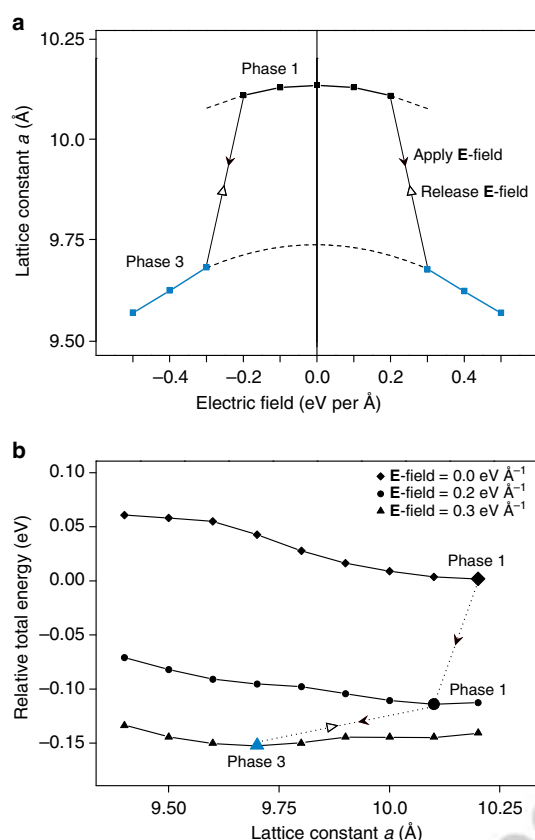 a
10.25
10.0
9.75
9.50
Lattice constant a (Å)
Phase 1
Apply E-field
Release E-field
Phase 3
−0.4
−0.2
0.0
0.2
0.4
Electric field (eV per Å)
b
0.10
0.05
0.00
−0.05
−0.10
−0.15
Relative total energy (eV)
E-field = 0.0 eV Å⁻¹
E-field = 0.2 eV Å⁻¹
E-field = 0.3 eV Å⁻¹
Phase 1
Phase 1
Phase 3
9.50
9.75
10.0
10.25
Lattice constant a (Å)